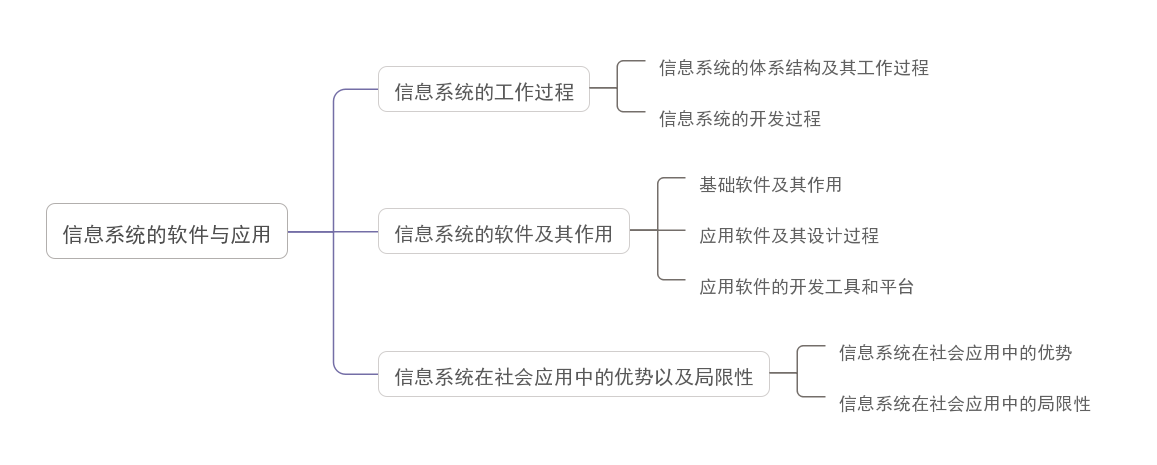 信息系统的软件与应用
信息系统的工作过程
信息系统的体系结构及其工作过程
信息系统的开发过程
信息系统的软件及其作用
基础软件及其作用
应用软件及其设计过程
应用软件的开发工具和平台
信息系统在社会应用中的优势以及局限性
信息系统在社会应用中的优势
信息系统在社会应用中的局限性